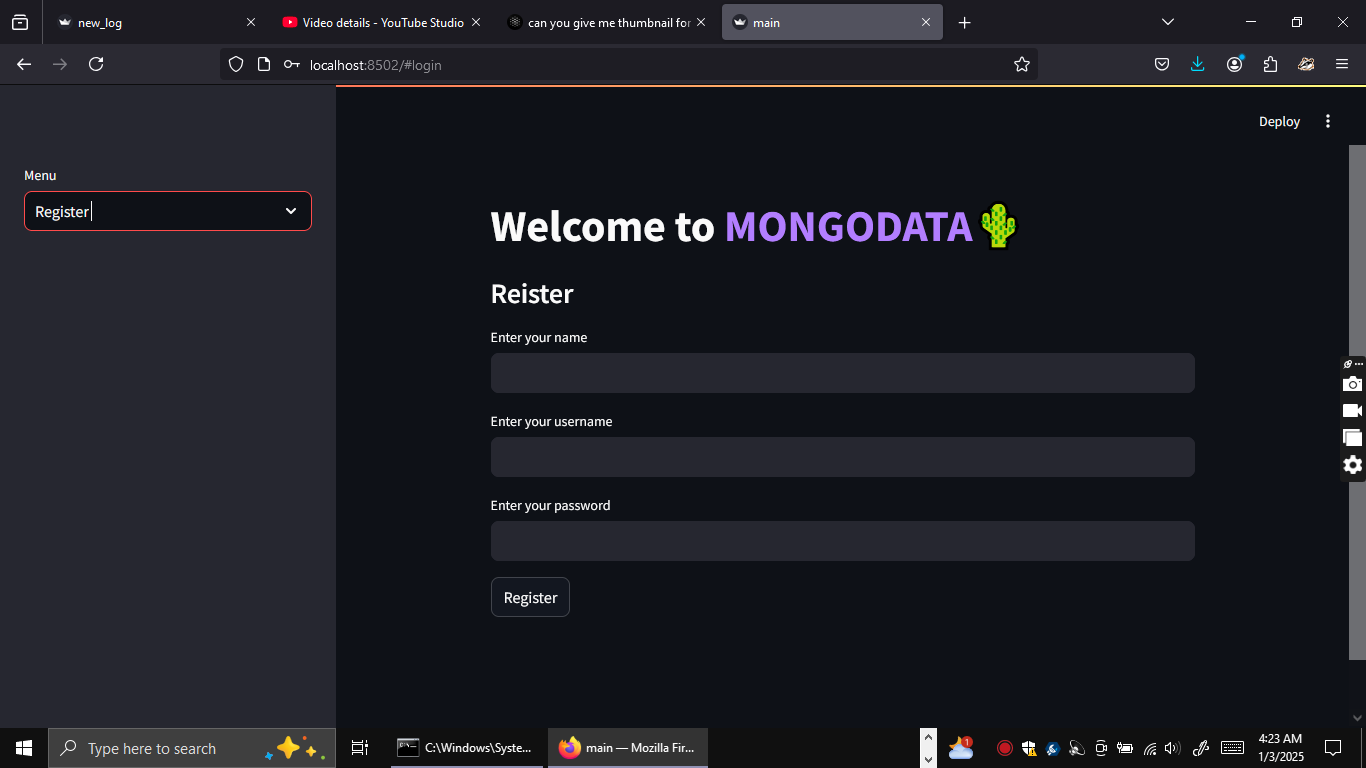 new_log
Video details - YouTube Studio
can you give me thumbnail for
main
localhost:8502/#login
Deploy
Menu
Register
Welcome to MONGODATA
Reister
Enter your name
Enter your username
Enter your password
Register
Type here to search
C:\Windows\Syste...
main — Mozilla Fir...
1
4:23 AM
1/3/2025